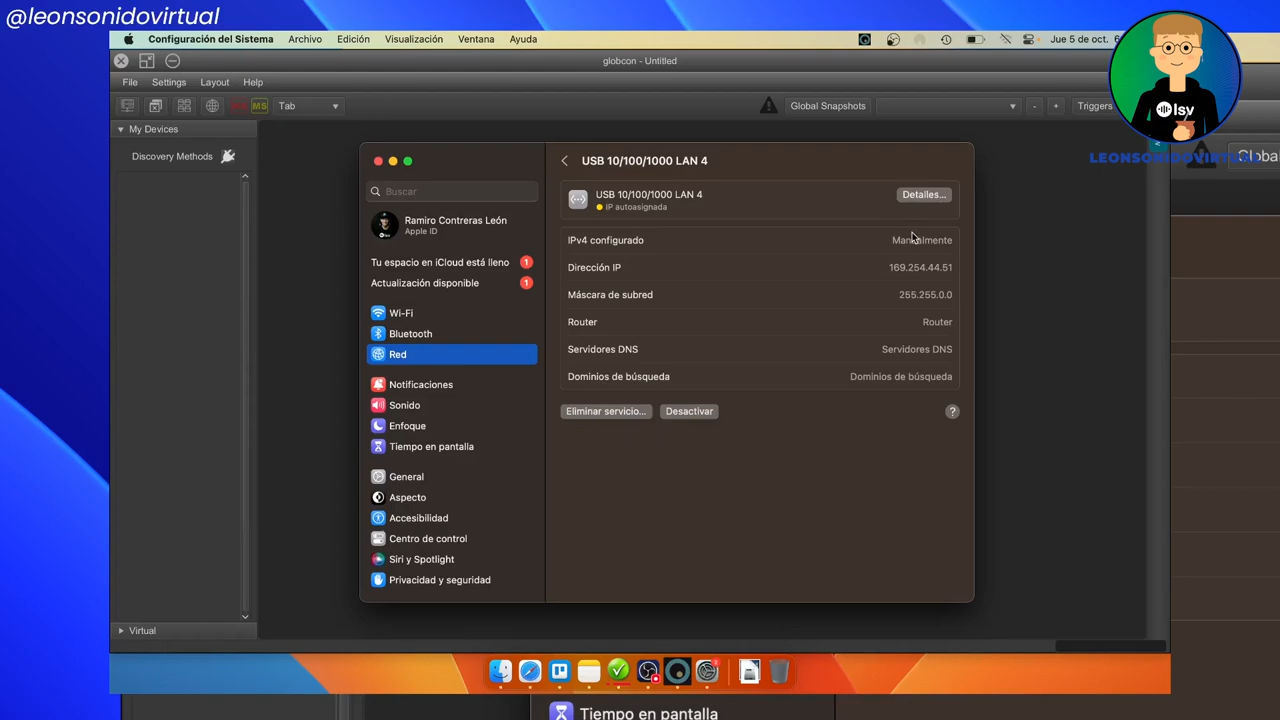 @leonsonidovirtual
Configuración del Sistema Archivo Edición Visualización Ventana Ayuda
Jue 5 de oct.
globcon - Untitled
File Settings Layout Help
MS Tab Global Snapshots - + Triggers
My Devices
Discovery Methods
Virtual
Buscar
Ramiro Contreras León
Apple ID
Tu espacio en iCloud está lleno 1
Actualización disponible 1
Wi-Fi
Bluetooth
Red
Notificaciones
Sonido
Enfoque
Tiempo en pantalla
General
Aspecto
Accesibilidad
Centro de control
Siri y Spotlight
Privacidad y seguridad
USB 10/100/1000 LAN 4
USB 10/100/1000 LAN 4 Detalles...
IP autoasignada
IPv4 configurado Manualmente
Dirección IP 169.254.44.51
Máscara de subred 255.255.0.0
Router Router
Servidores DNS Servidores DNS
Dominios de búsqueda Dominios de búsqueda
Eliminar servicio... Desactivar ?
lsv
LEONSONIDOVIRTUAL
Global
Tiempo en pantalla